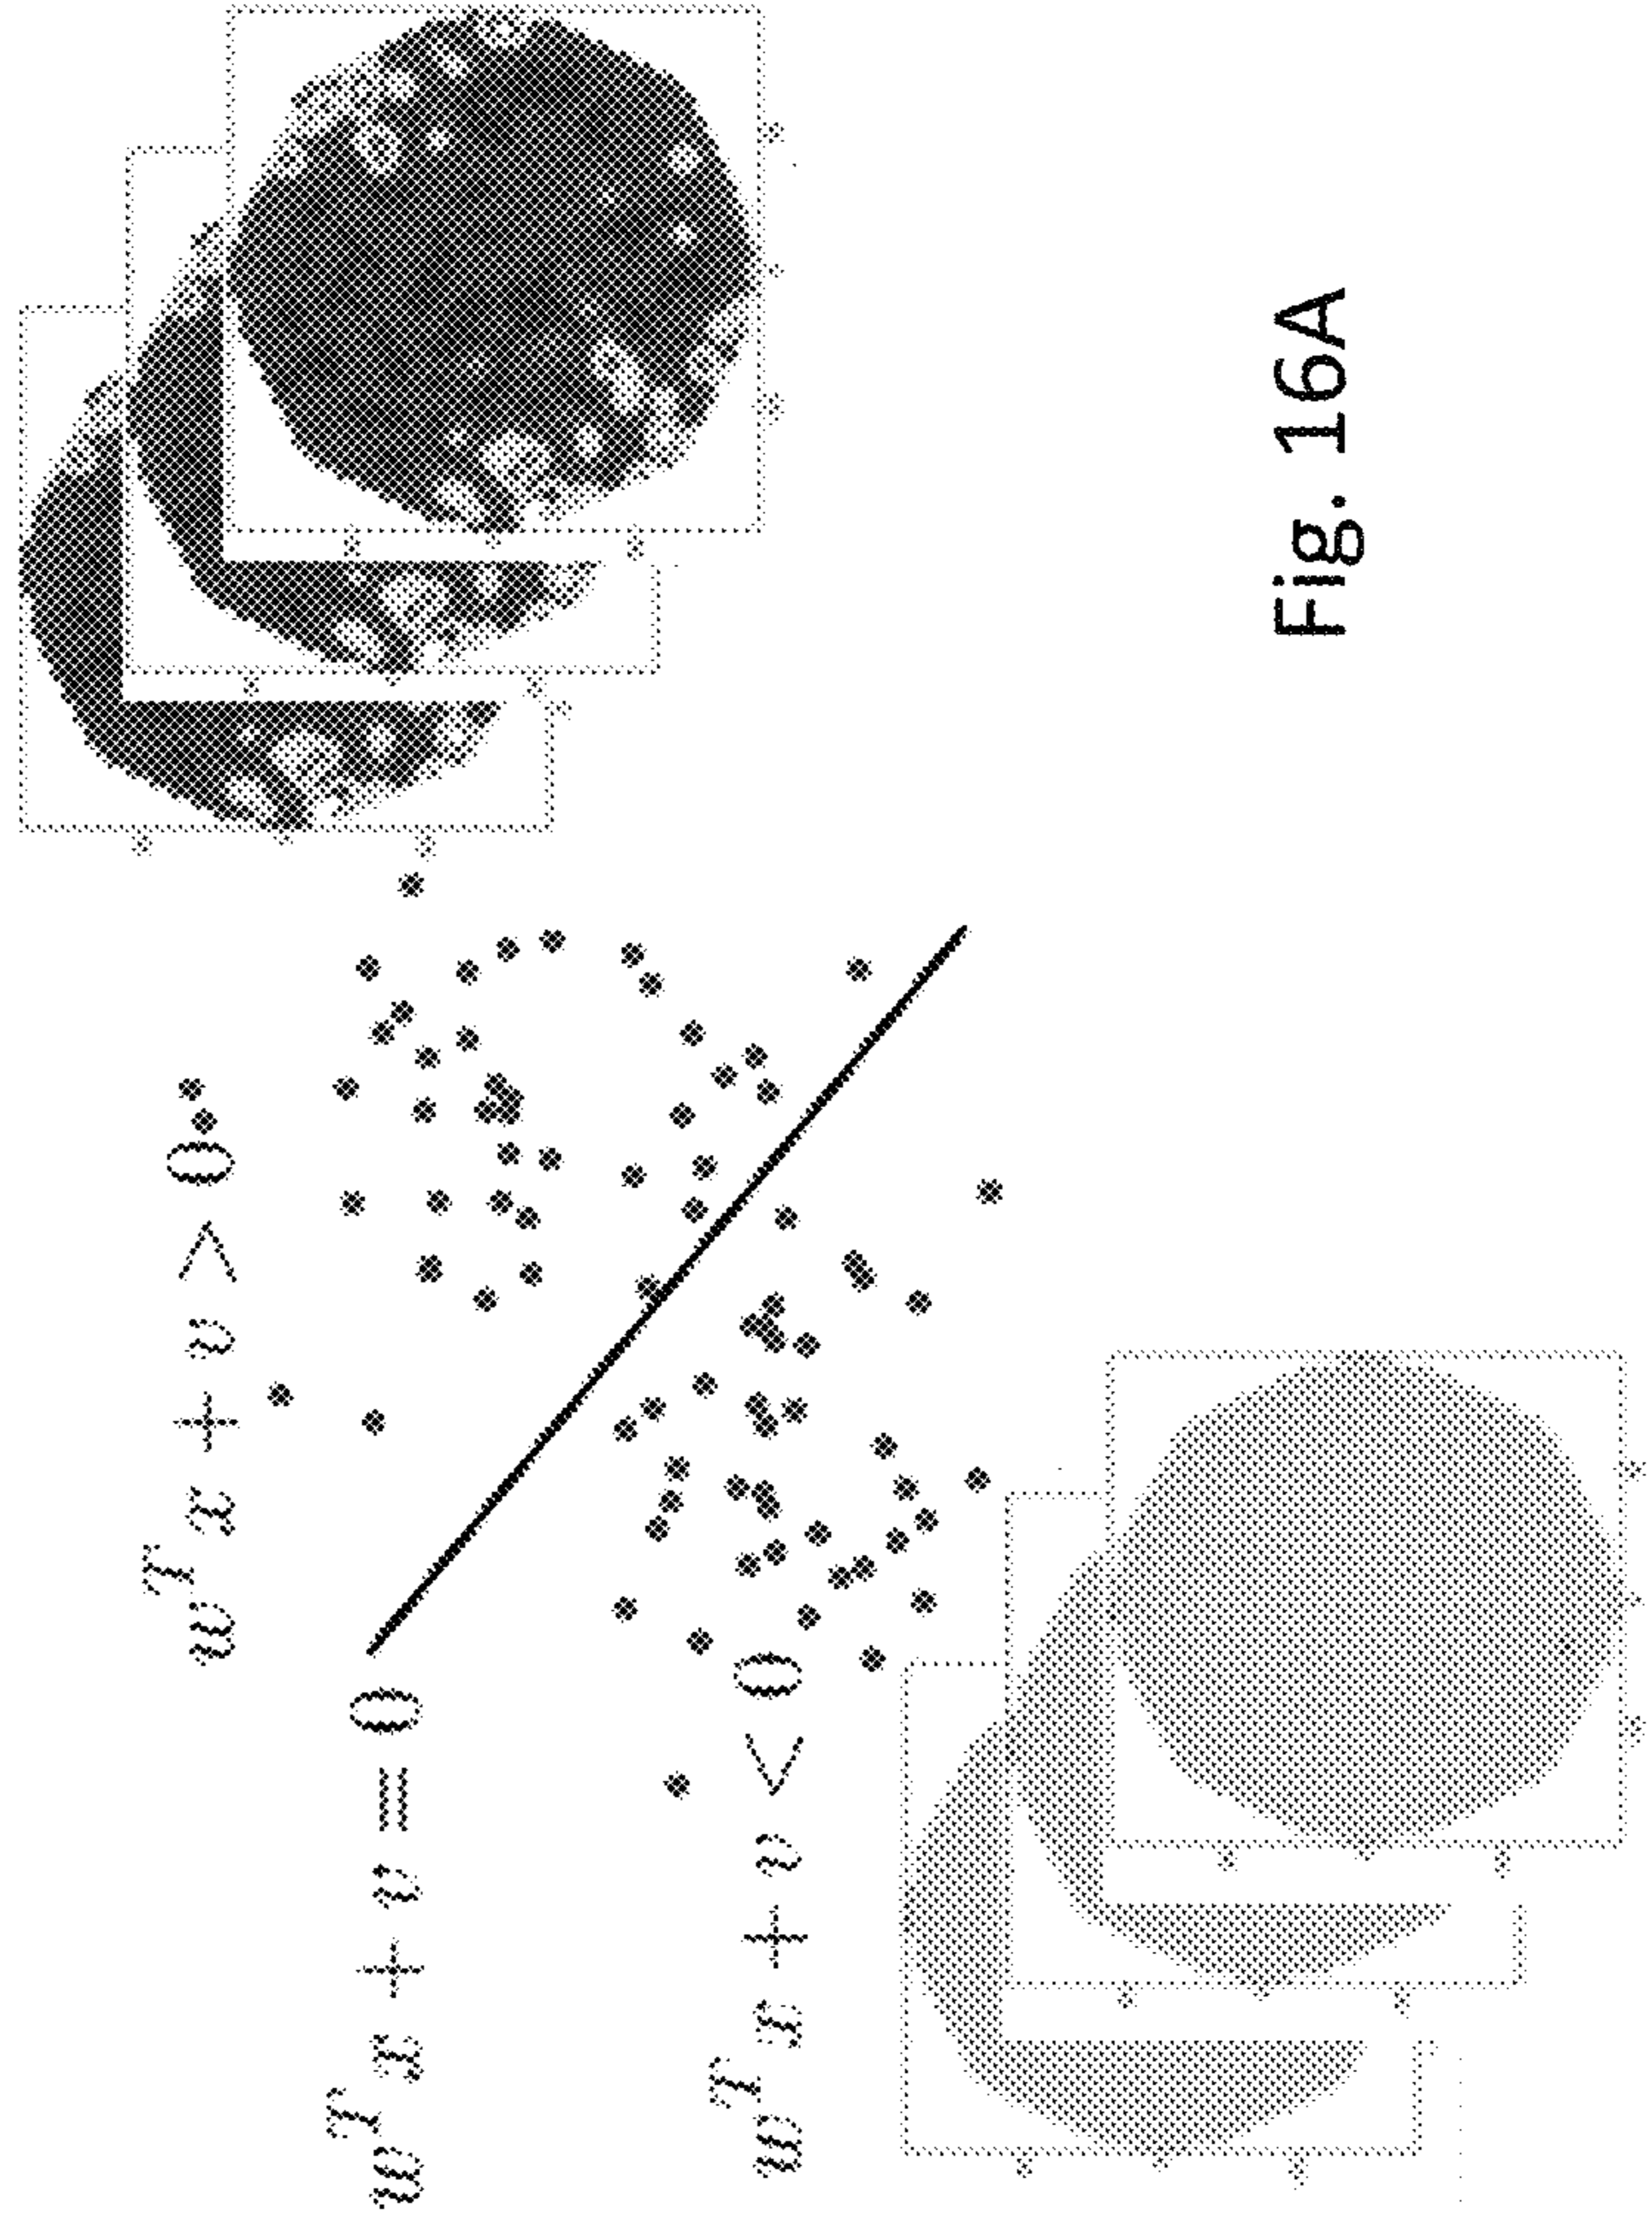 w^T x + v > 0
w^T x + v = 0
w^T x + v < 0
Fig. 16A